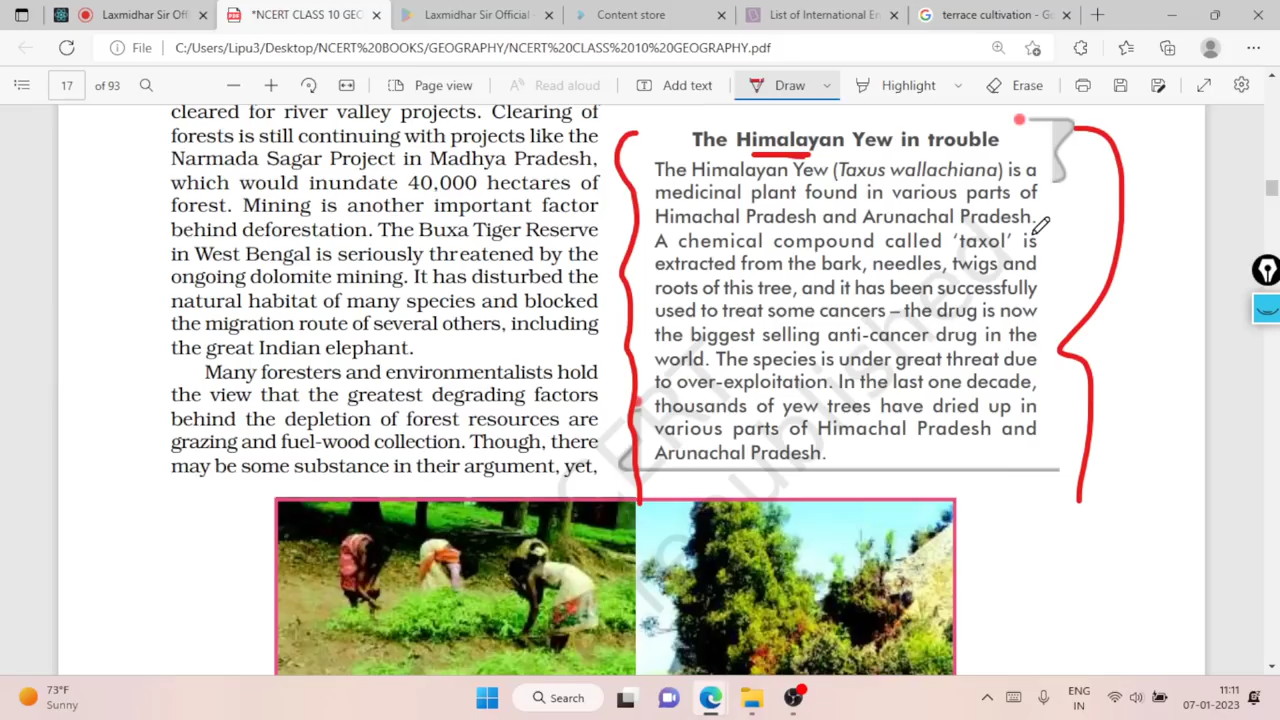 Laxmidhar Sir Off
*NCERT CLASS 10 GEO
Laxmidhar Sir Official -
Content store
List of International En
terrace cultivation - Go
File
C:/Users/Lipu3/Desktop/NCERT%20BOOKS/GEOGRAPHY/NCERT%20CLASS%2010%20GEOGRAPHY.pdf
17 of 93
Page view
Read aloud
Add text
Draw
Highlight
Erase
cleared for river valley projects. Clearing of
forests is still continuing with projects like the
Narmada Sagar Project in Madhya Pradesh,
which would inundate 40,000 hectares of
forest. Mining is another important factor
behind deforestation. The Buxa Tiger Reserve
in West Bengal is seriously threatened by the
ongoing dolomite mining. It has disturbed the
natural habitat of many species and blocked
the migration route of several others, including
the great Indian elephant.
Many foresters and environmentalists hold
the view that the greatest degrading factors
behind the depletion of forest resources are
grazing and fuel-wood collection. Though, there
may be some substance in their argument, yet,
The Himalayan Yew in trouble
The Himalayan Yew (Taxus wallachiana) is a
medicinal plant found in various parts of
Himachal Pradesh and Arunachal Pradesh.
A chemical compound called ‘taxol’ is
extracted from the bark, needles, twigs and
roots of this tree, and it has been successfully
used to treat some cancers – the drug is now
the biggest selling anti-cancer drug in the
world. The species is under great threat due
to over-exploitation. In the last one decade,
thousands of yew trees have dried up in
various parts of Himachal Pradesh and
Arunachal Pradesh.
73°F
Sunny
Search
ENG
IN
11:11
07-01-2023